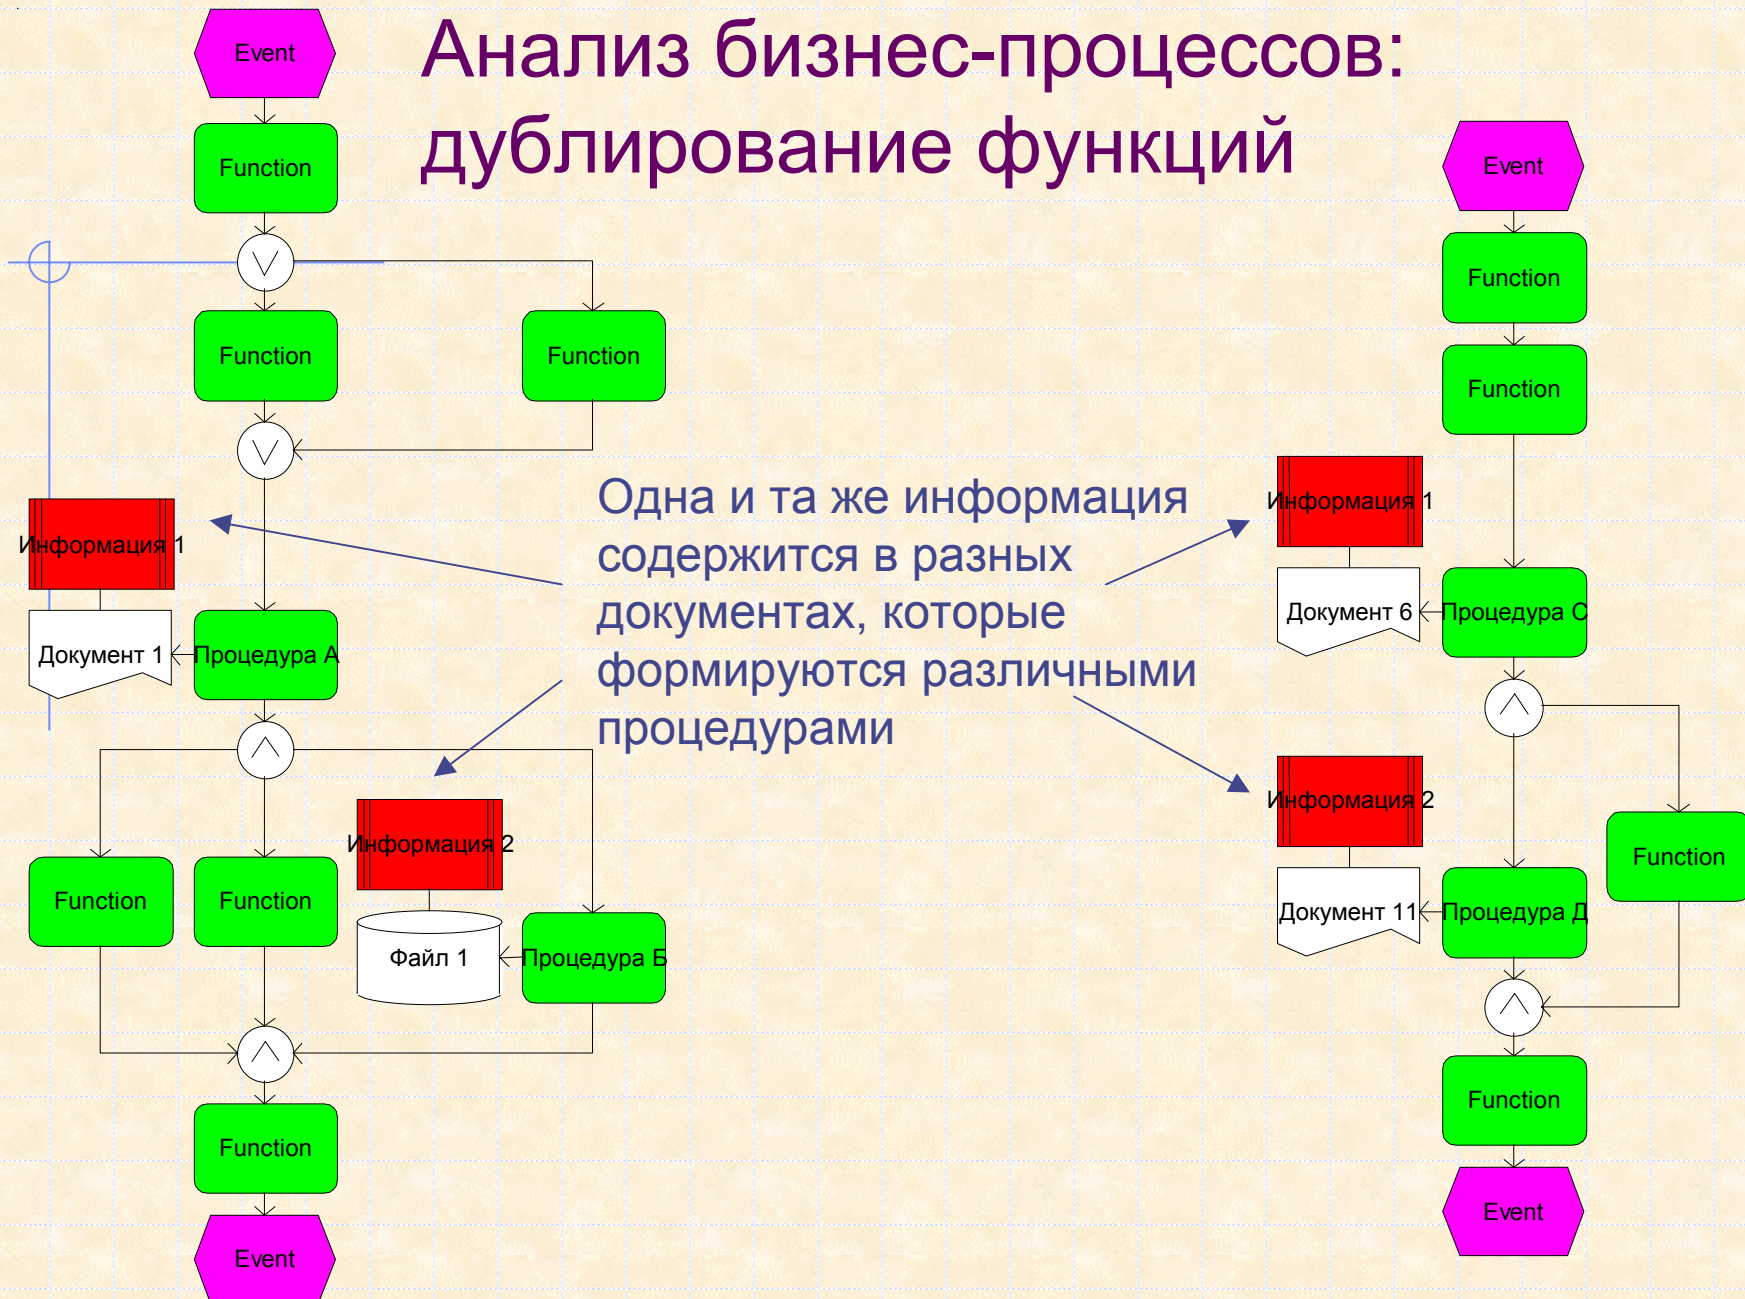 Анализ бизнес-процессов:
дублирование функций
Event
Function
Function
Function
Информация 1
Документ 1
Процедура А
Function
Function
Информация 2
Файл 1
Процедура Б
Function
Event
Одна и та же информация
содержится в разных
документах, которые
формируются различными
процедурами
Event
Function
Function
Информация 1
Документ 6
Процедура С
Информация 2
Документ 11
Процедура Д
Function
Function
Event